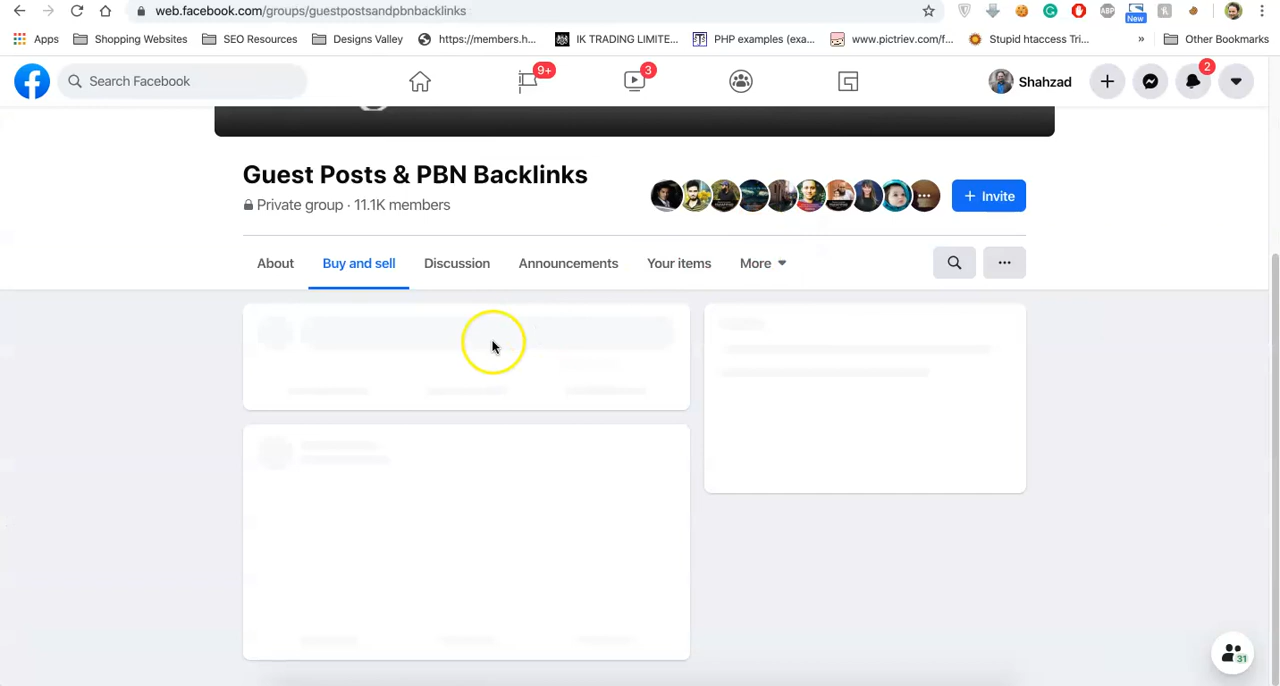 web.facebook.com/groups/guestpostsandpbnbacklinks
ABP
New
Apps
Shopping Websites
SEO Resources
Designs Valley
https://members.h...
IK TRADING LIMITE...
PHP examples (exa...
www.pictriev.com/f...
Stupid htaccess Tri...
»
Other Bookmarks
Search Facebook
9+
3
Shahzad
2
Guest Posts & PBN Backlinks
Private group · 11.1K members
+ Invite
About
Buy and sell
Discussion
Announcements
Your items
More
31